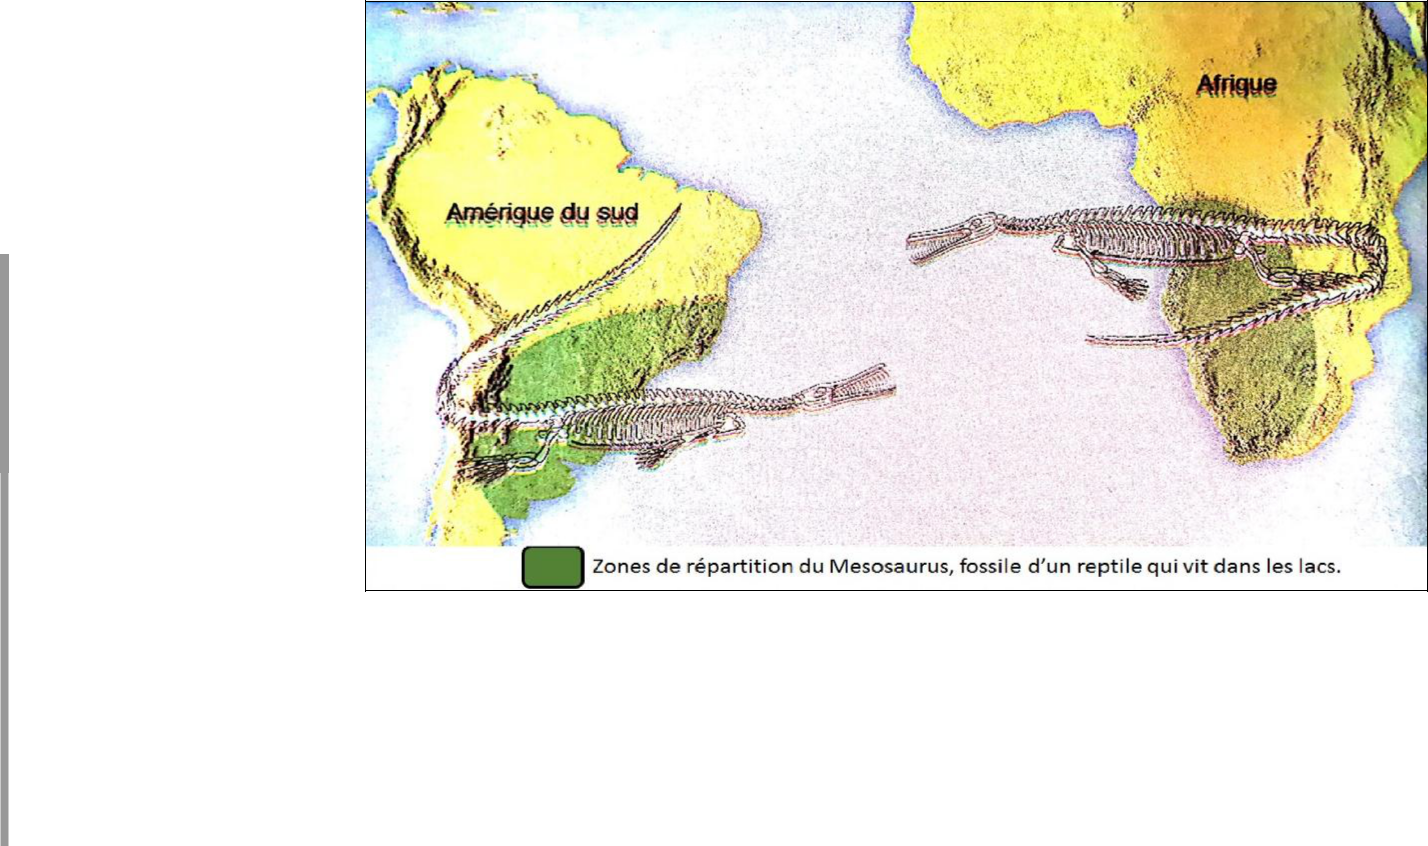 Afrique
Amérique du sud
Zones de répartition du Mesosaurus, fossile d'un reptile qui vit dans les lacs.